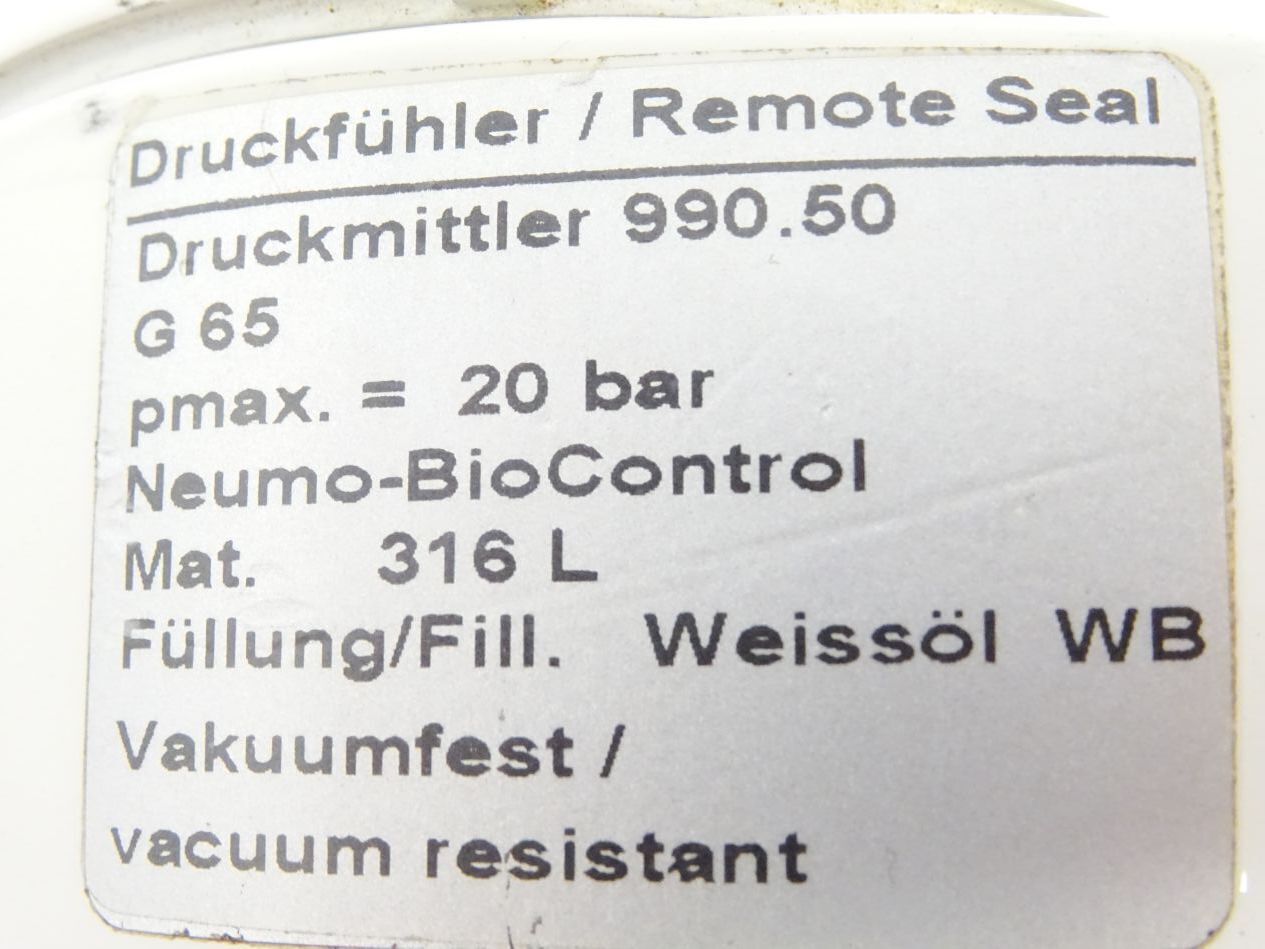 Druckfühler / Remote Seal
Druckmittler 990.50
G 65
pmax. = 20 bar
Neumo-BioControl
Mat. 316 L
Füllung/Fill. Weissöl WB
Vakuumfest /
vacuum resistant